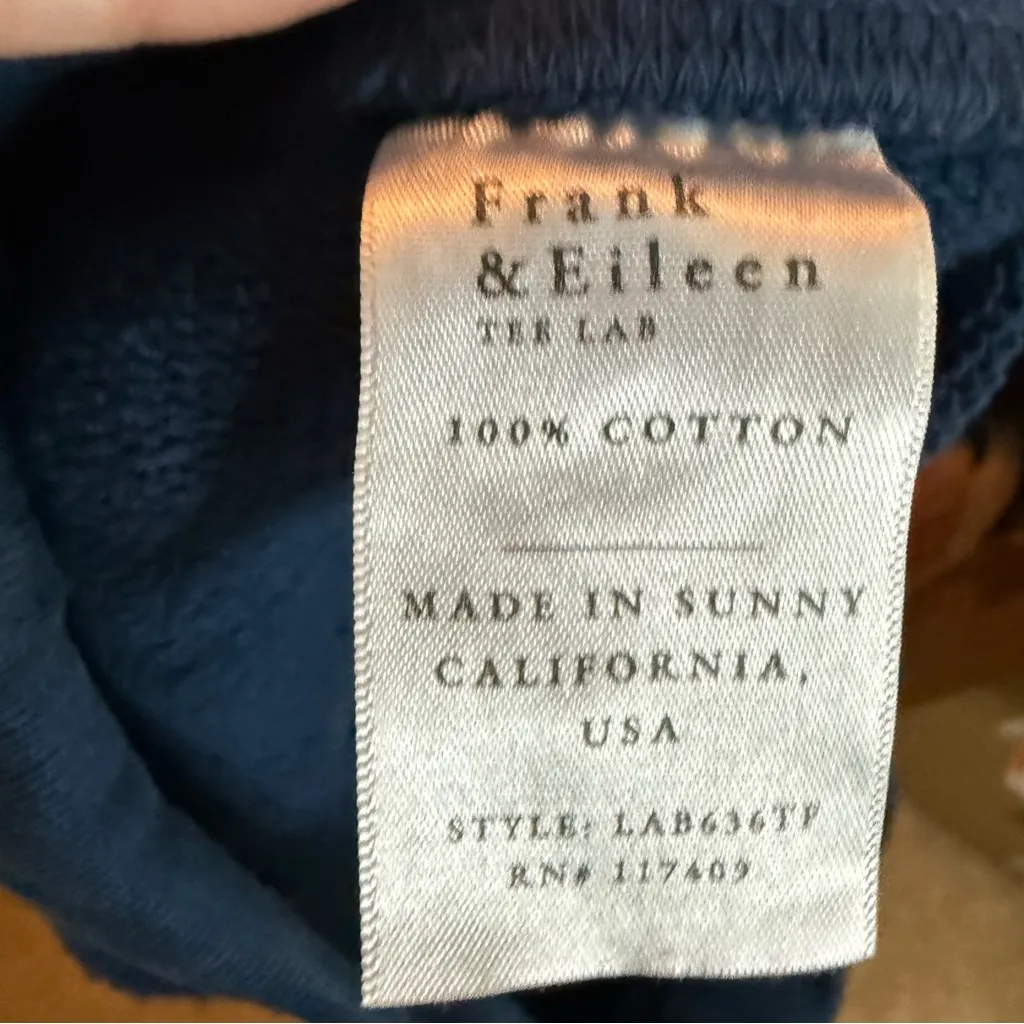 Frank
& Eileen
TEE LAB
100% COTTON
MADE IN SUNNY
CALIFORNIA,
USA
STYLE: LAB636TF
RN# 117409